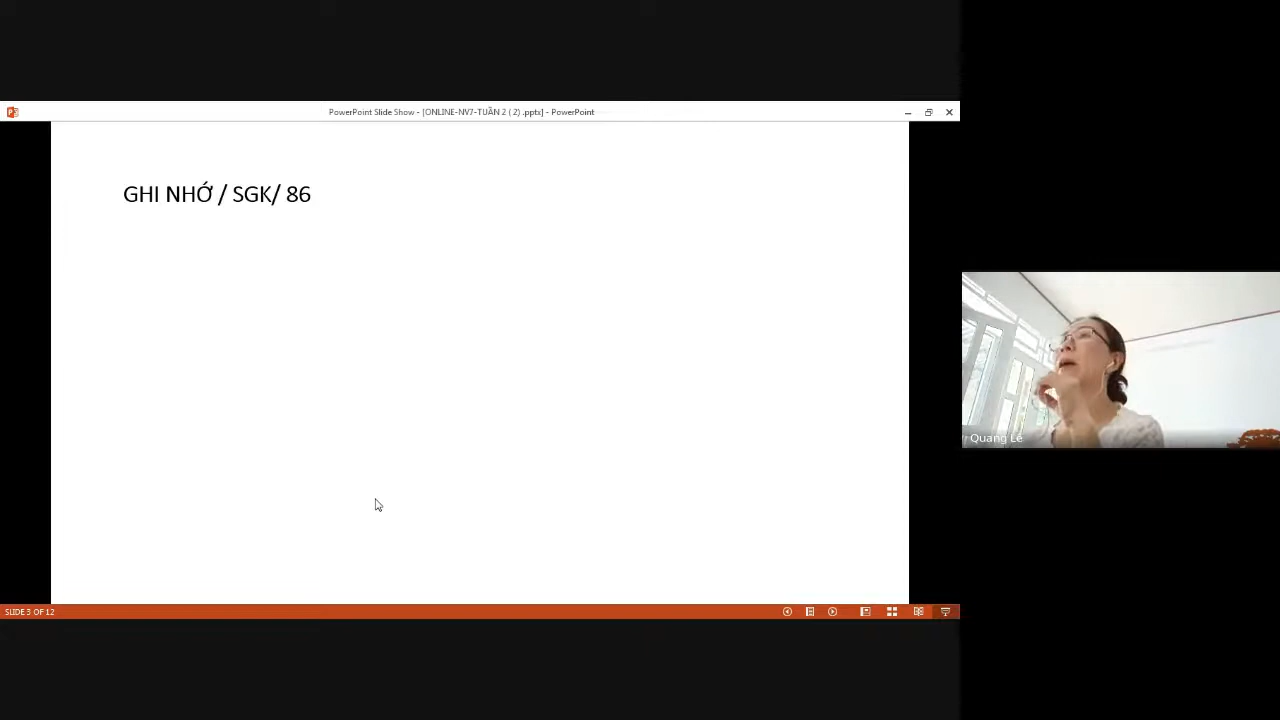 PowerPoint Slide Show - [ONLINE-NV7-TUẦN 2 ( 2) .pptx] - PowerPoint
GHI NHỚ / SGK/ 86
Quang Lê
SLIDE 3 OF 12